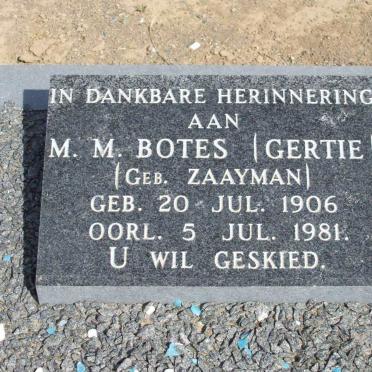 IN DANKBARE HERINNERING
AAN
M. M. BOTES (GERTIE)
(GEB. ZAAYMAN)
GEB. 20 JUL. 1906
OORL. 5 JUL. 1981.
U WIL GESKIED.